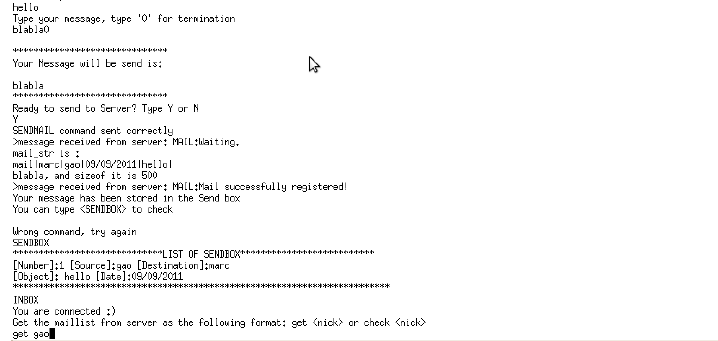 hello
Type your message, type '0' for termination
blabla0
*******************************
Your Message will be send is:
blabla
*******************************
Ready to send to Server? Type Y or N
Y
SENDMAIL command sent correctly
>message received from server: MAIL:Waiting.
mail_str is :
mail|marc|gao|09/09/2011|hello|
blabla, and sizeof it is 500
>message received from server: MAIL:Mail successfully registered!
Your message has been stored in the Send box
You can type <SENDBOX> to check
Wrong command, try again
SENDBOX
******************************LIST OF SENDBOX***************************
[Number]:1 [Source]:gao [Destination]:marc
[Object]: hello [Date]:09/09/2011
***************************************************************************
INBOX
You are connected :)
Get the maillist from server as the following format: get <nick> or check <nick>
get gao